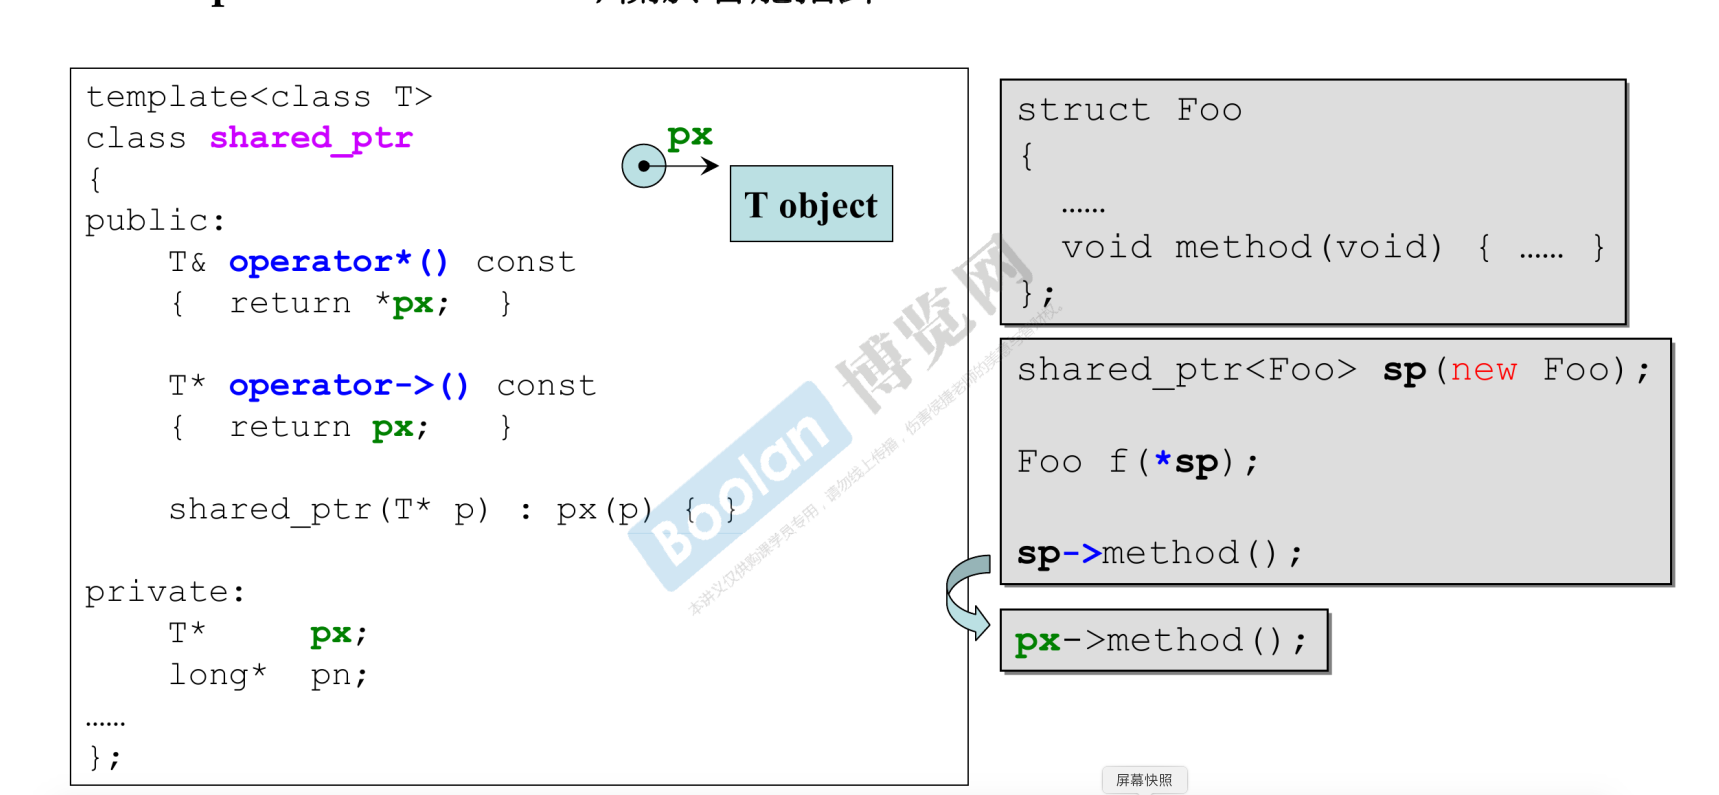 template<class T>
class shared_ptr
{
public:
T& operator*() const
{ return *px; }
T* operator->() const
{ return px; }
shared_ptr(T* p) : px(p) { }
private:
T* px;
long* pn;
……
};
px
T object
struct Foo
{
……
void method(void) { …… }
};
shared_ptr<Foo> sp(new Foo);
Foo f(*sp);
sp->method();
px->method();
Boolan 博览网
本讲义仅供购课学员专用，请勿线上传播，伤害侯捷老师的
屏幕快照